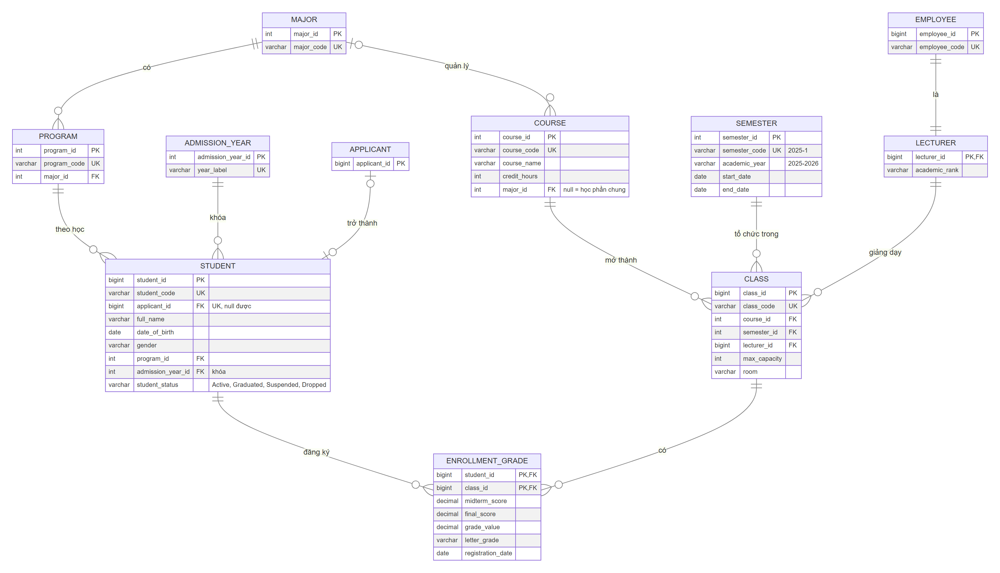 MAJOR
int major_id PK
varchar major_code UK
EMPLOYEE
bigint employee_id PK
varchar employee_code UK
có
quản lý
là
PROGRAM
int program_id PK
varchar program_code UK
int major_id FK
ADMISSION_YEAR
int admission_year_id PK
varchar year_label UK
APPLICANT
bigint applicant_id PK
COURSE
int course_id PK
varchar course_code UK
varchar course_name
int credit_hours
int major_id FK null = học phần chung
SEMESTER
int semester_id PK
varchar semester_code UK 2025-1
varchar academic_year 2025-2026
date start_date
date end_date
LECTURER
bigint lecturer_id PK,FK
varchar academic_rank
theo học
khóa
trở thành
mở thành
tổ chức trong
giảng dạy
STUDENT
bigint student_id PK
varchar student_code UK
bigint applicant_id FK UK, null được
varchar full_name
date date_of_birth
varchar gender
int program_id FK
int admission_year_id FK khóa
varchar student_status Active, Graduated, Suspended, Dropped
CLASS
bigint class_id PK
varchar class_code UK
int course_id FK
int semester_id FK
bigint lecturer_id FK
int max_capacity
varchar room
đăng ký
có
ENROLLMENT_GRADE
bigint student_id PK,FK
bigint class_id PK,FK
decimal midterm_score
decimal final_score
decimal grade_value
varchar letter_grade
date registration_date